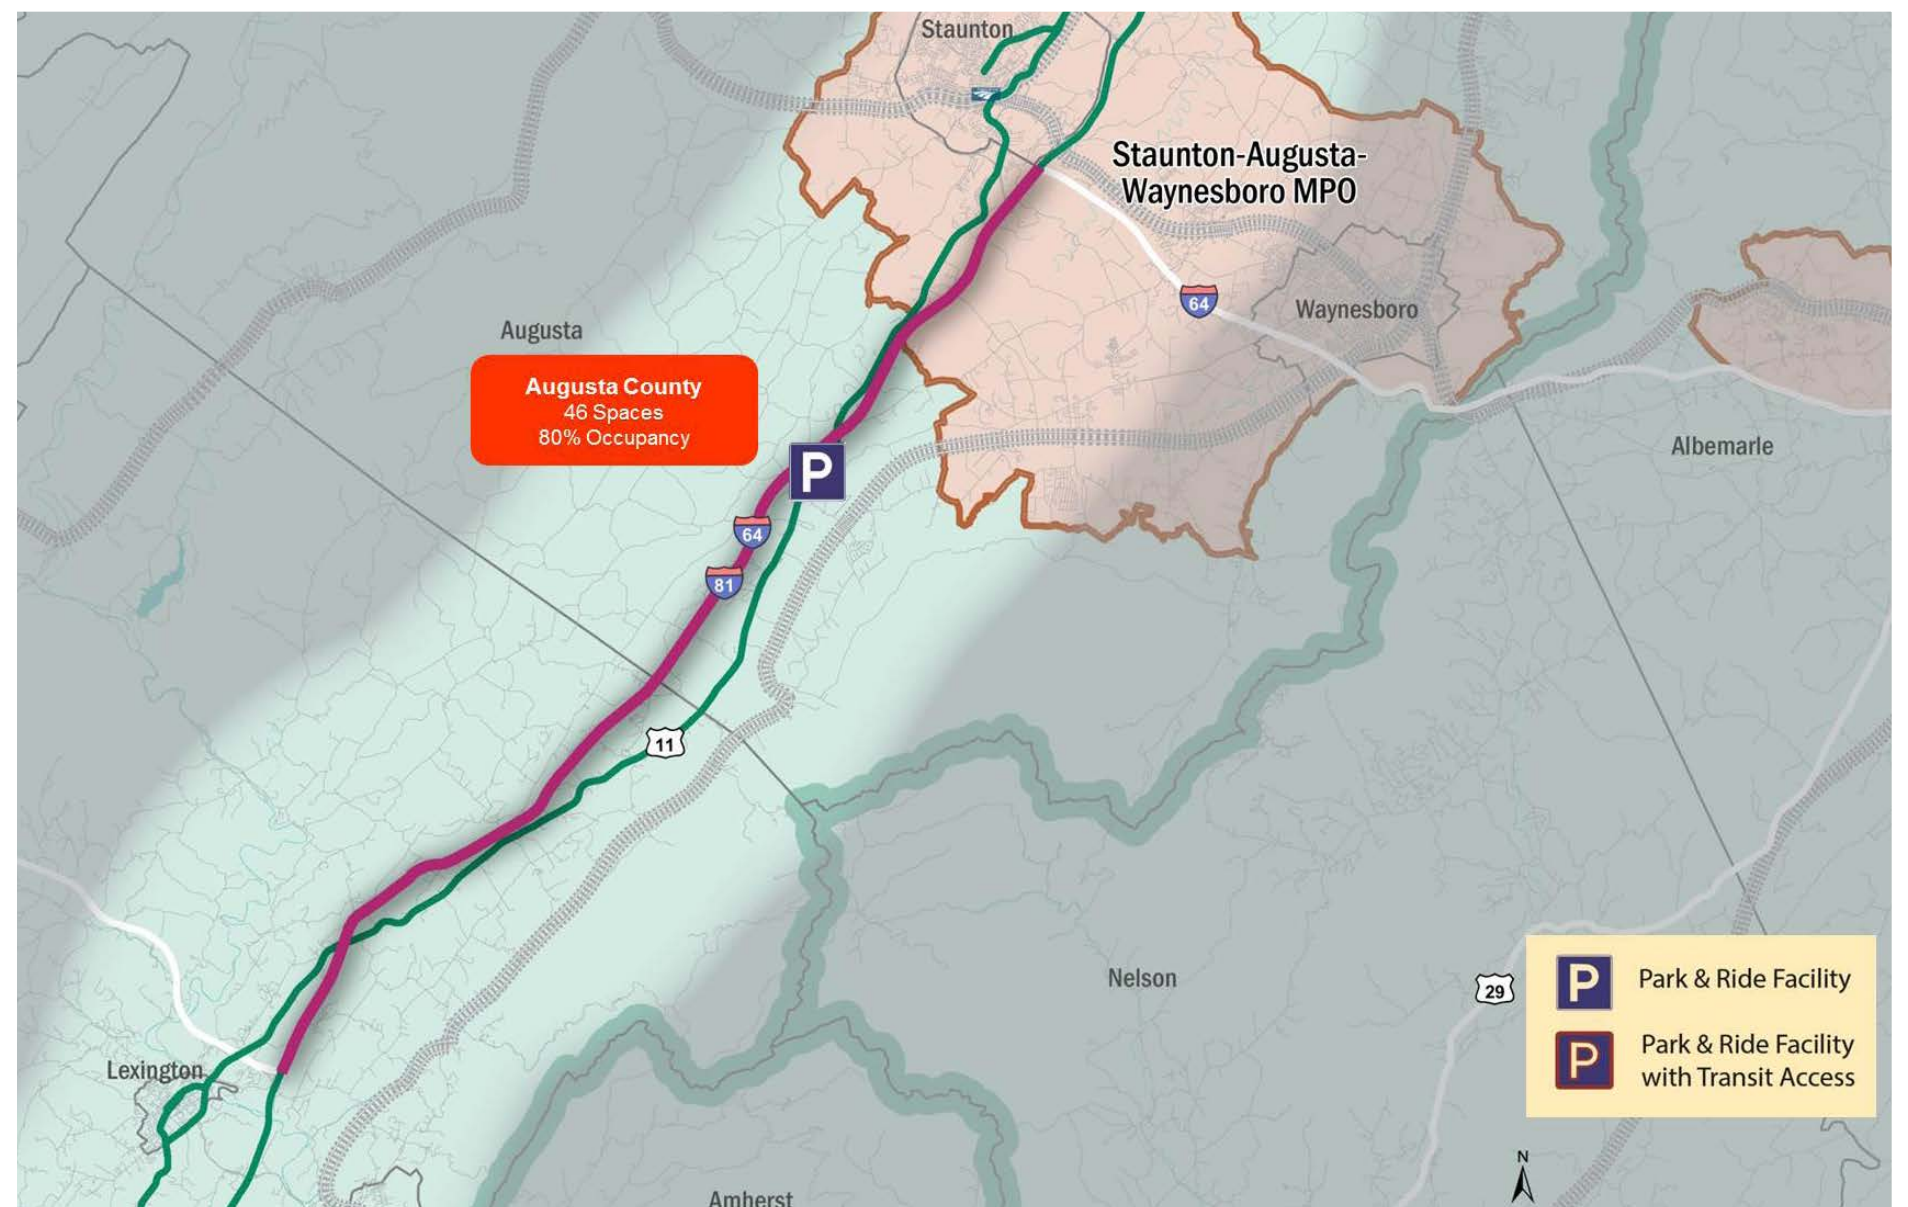 Staunton
Staunton-Augusta-
Waynesboro MPO
64
Waynesboro
Augusta
Augusta County
46 Spaces
80% Occupancy
P
Albemarle
64
81
11
Nelson
29
P Park & Ride Facility
P Park & Ride Facility
with Transit Access
Lexington
N
Amherst